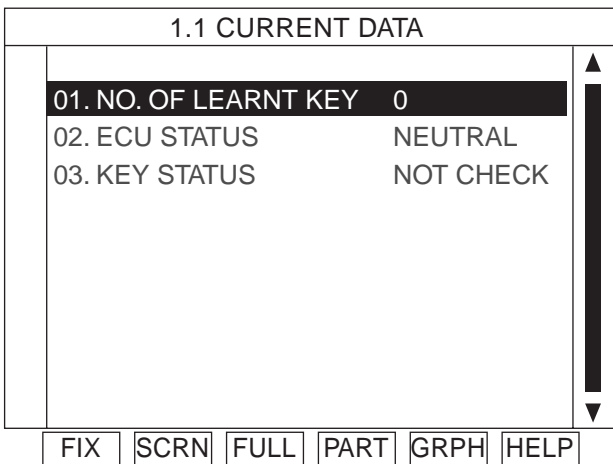 1.1 CURRENT DATA
01. NO. OF LEARNT KEY 0
02. ECU STATUS NEUTRAL
03. KEY STATUS NOT CHECK
FIX SCRN FULL PART GRPH HELP